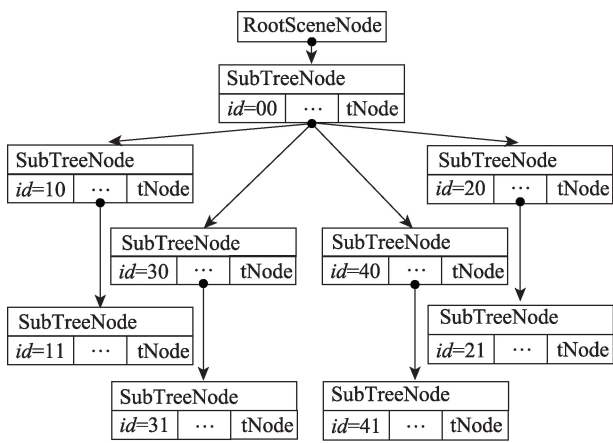 RootSceneNode
SubTreeNode
id=00 ... tNode
SubTreeNode
id=10 ... tNode
SubTreeNode
id=20 ... tNode
SubTreeNode
id=30 ... tNode
SubTreeNode
id=40 ... tNode
SubTreeNode
id=11 ... tNode
SubTreeNode
id=21 ... tNode
SubTreeNode
id=31 ... tNode
SubTreeNode
id=41 ... tNode